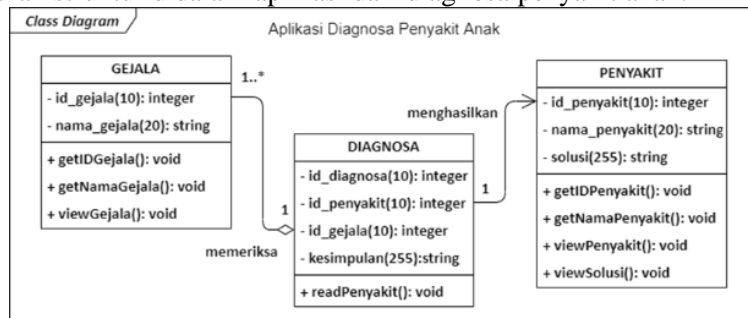 Class Diagram
Aplikasi Diagnosa Penyakit Anak
GEJALA
- id_gejala(10): integer
- nama_gejala(20): string
+ getIDGejala(): void
+ getNamaGejala(): void
+ viewGejala(): void
1..*
1
memeriksa
DIAGNOSA
- id_diagnosa(10): integer
- id_penyakit(10): integer
- id_gejala(10): integer
- kesimpulan(255):string
+ readPenyakit(): void
1
menghasilkan
PENYAKIT
- id_penyakit(10): integer
- nama_penyakit(20): string
- solusi(255): string
+ getIDPenyakit(): void
+ getNamaPenyakit(): void
+ viewPenyakit(): void
+ viewSolusi(): void